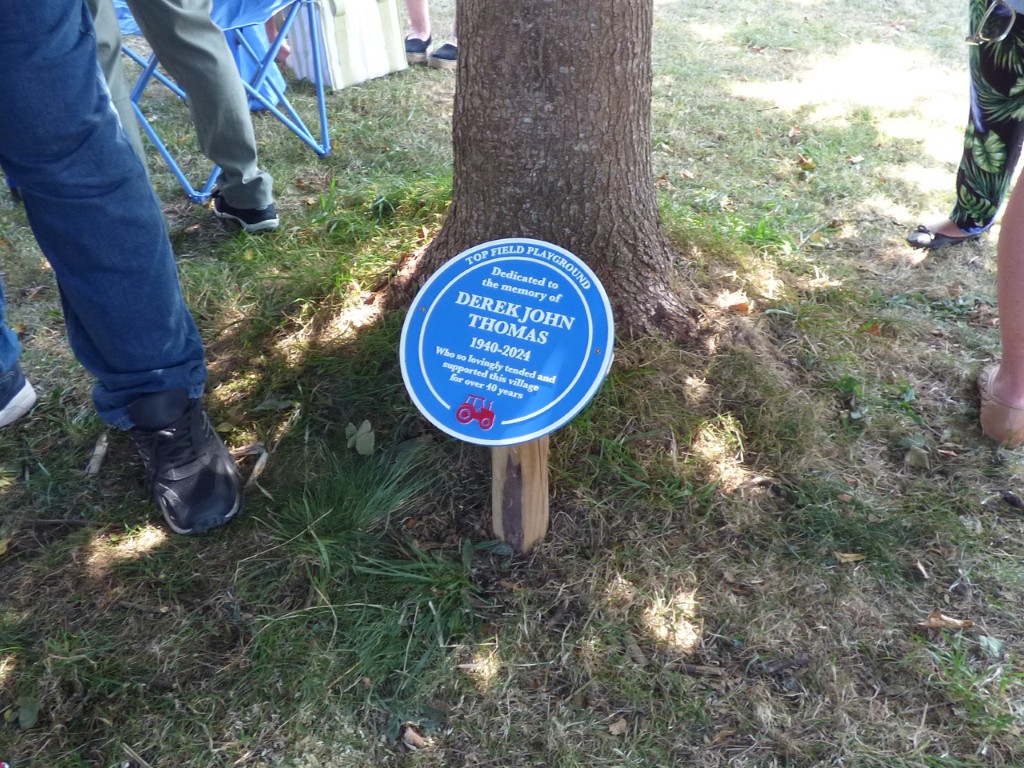 TOP FIELD PLAYGROUND
Dedicated to
the memory of
DEREK JOHN
THOMAS
1940-2024
Who so lovingly tended and
supported this village
for over 40 years